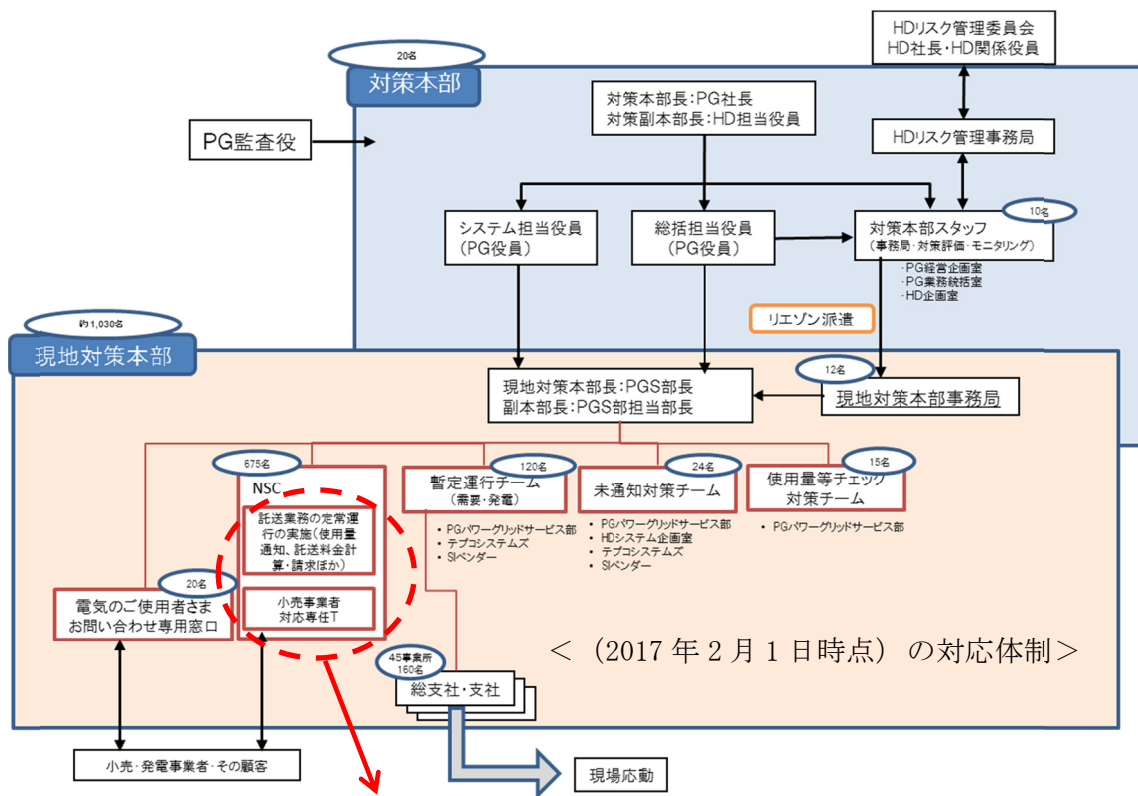 HDリスク管理委員会
HD社長・HD関係役員
20名
対策本部
対策本部長：PG社長
対策副本部長：HD担当役員
PG監査役
HDリスク管理事務局
システム担当役員
（PG役員）
総括担当役員
（PG役員）
10名
対策本部スタッフ
（事務局・対策評価・モニタリング）
・PG経営企画室
・PG業務統括室
・HD企画室
リエゾン派遣
約1,030名
現地対策本部
現地対策本部長：PGS部長
副本部長：PGS部担当部長
12名
現地対策本部事務局
675名
NSC
託送業務の定常運
行の実施（使用量
通知、託送料金計
算・請求ほか）
小売事業者
対応専任T
120名
暫定運行チーム
（需要・発電）
• PGパワーグリッドサービス部
• テプコシステムズ
• SIベンダー
24名
未通知対策チーム
• PGパワーグリッドサービス部
• HDシステム企画室
• テプコシステムズ
• SIベンダー
15名
使用量等チェック
対策チーム
• PGパワーグリッドサービス部
20名
電気のご使用者さま
お問い合わせ専用窓口
45事業所
160名
総支社・支社
＜（2017年2月1日時点）の対応体制＞
小売・発電事業者・その顧客
現場応動